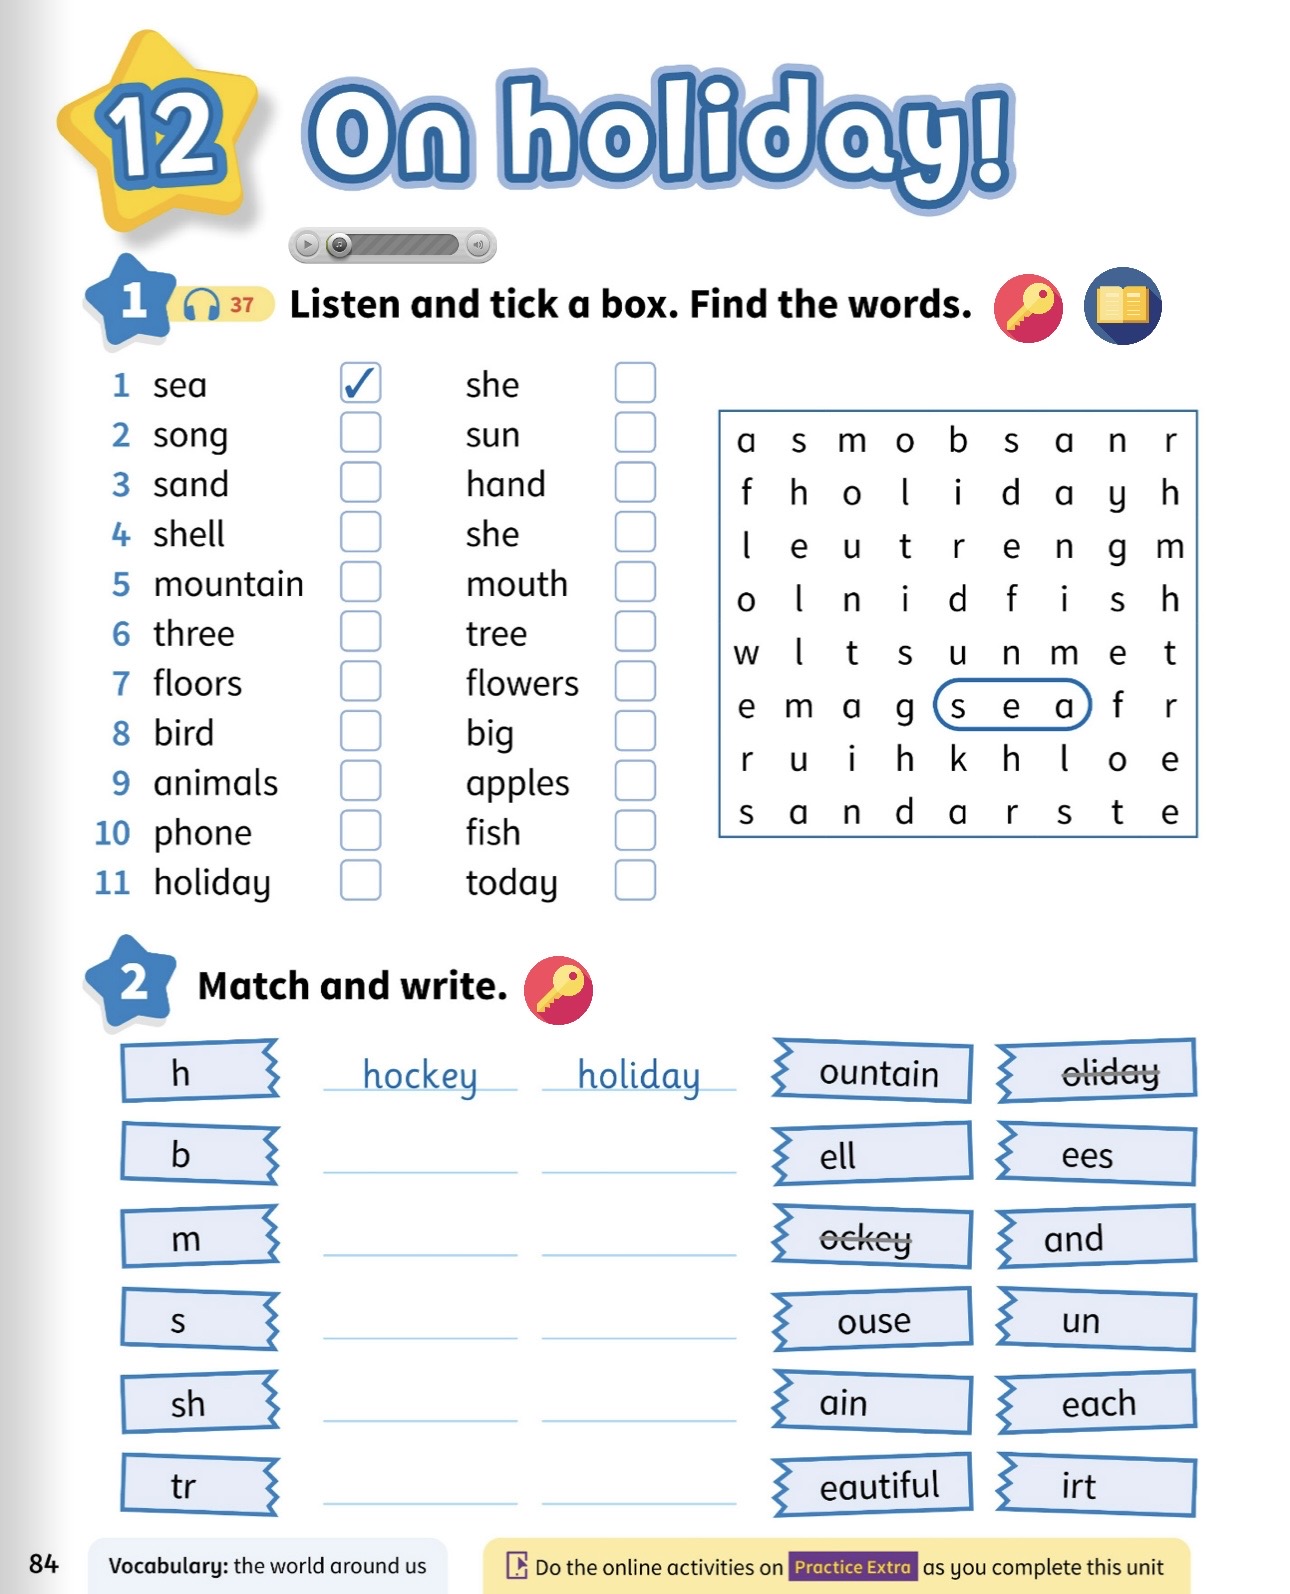 12 On holiday!
1 37 Listen and tick a box. Find the words.
1 sea ✓ she
2 song sun
3 sand hand
4 shell she
5 mountain mouth
6 three tree
7 floors flowers
8 bird big
9 animals apples
10 phone fish
11 holiday today
a s m o b s a n r
f h o l i d a y h
l e u t r e n g m
o l n i d f i s h
w l t s u n m e t
e m a g s e a f r
r u i h k h l o e
s a n d a r s t e
2 Match and write.
h hockey holiday ountain oliday
b ell ees
m ockey and
s ouse un
sh ain each
tr eautiful irt
84 Vocabulary: the world around us Do the online activities on Practice Extra as you complete this unit